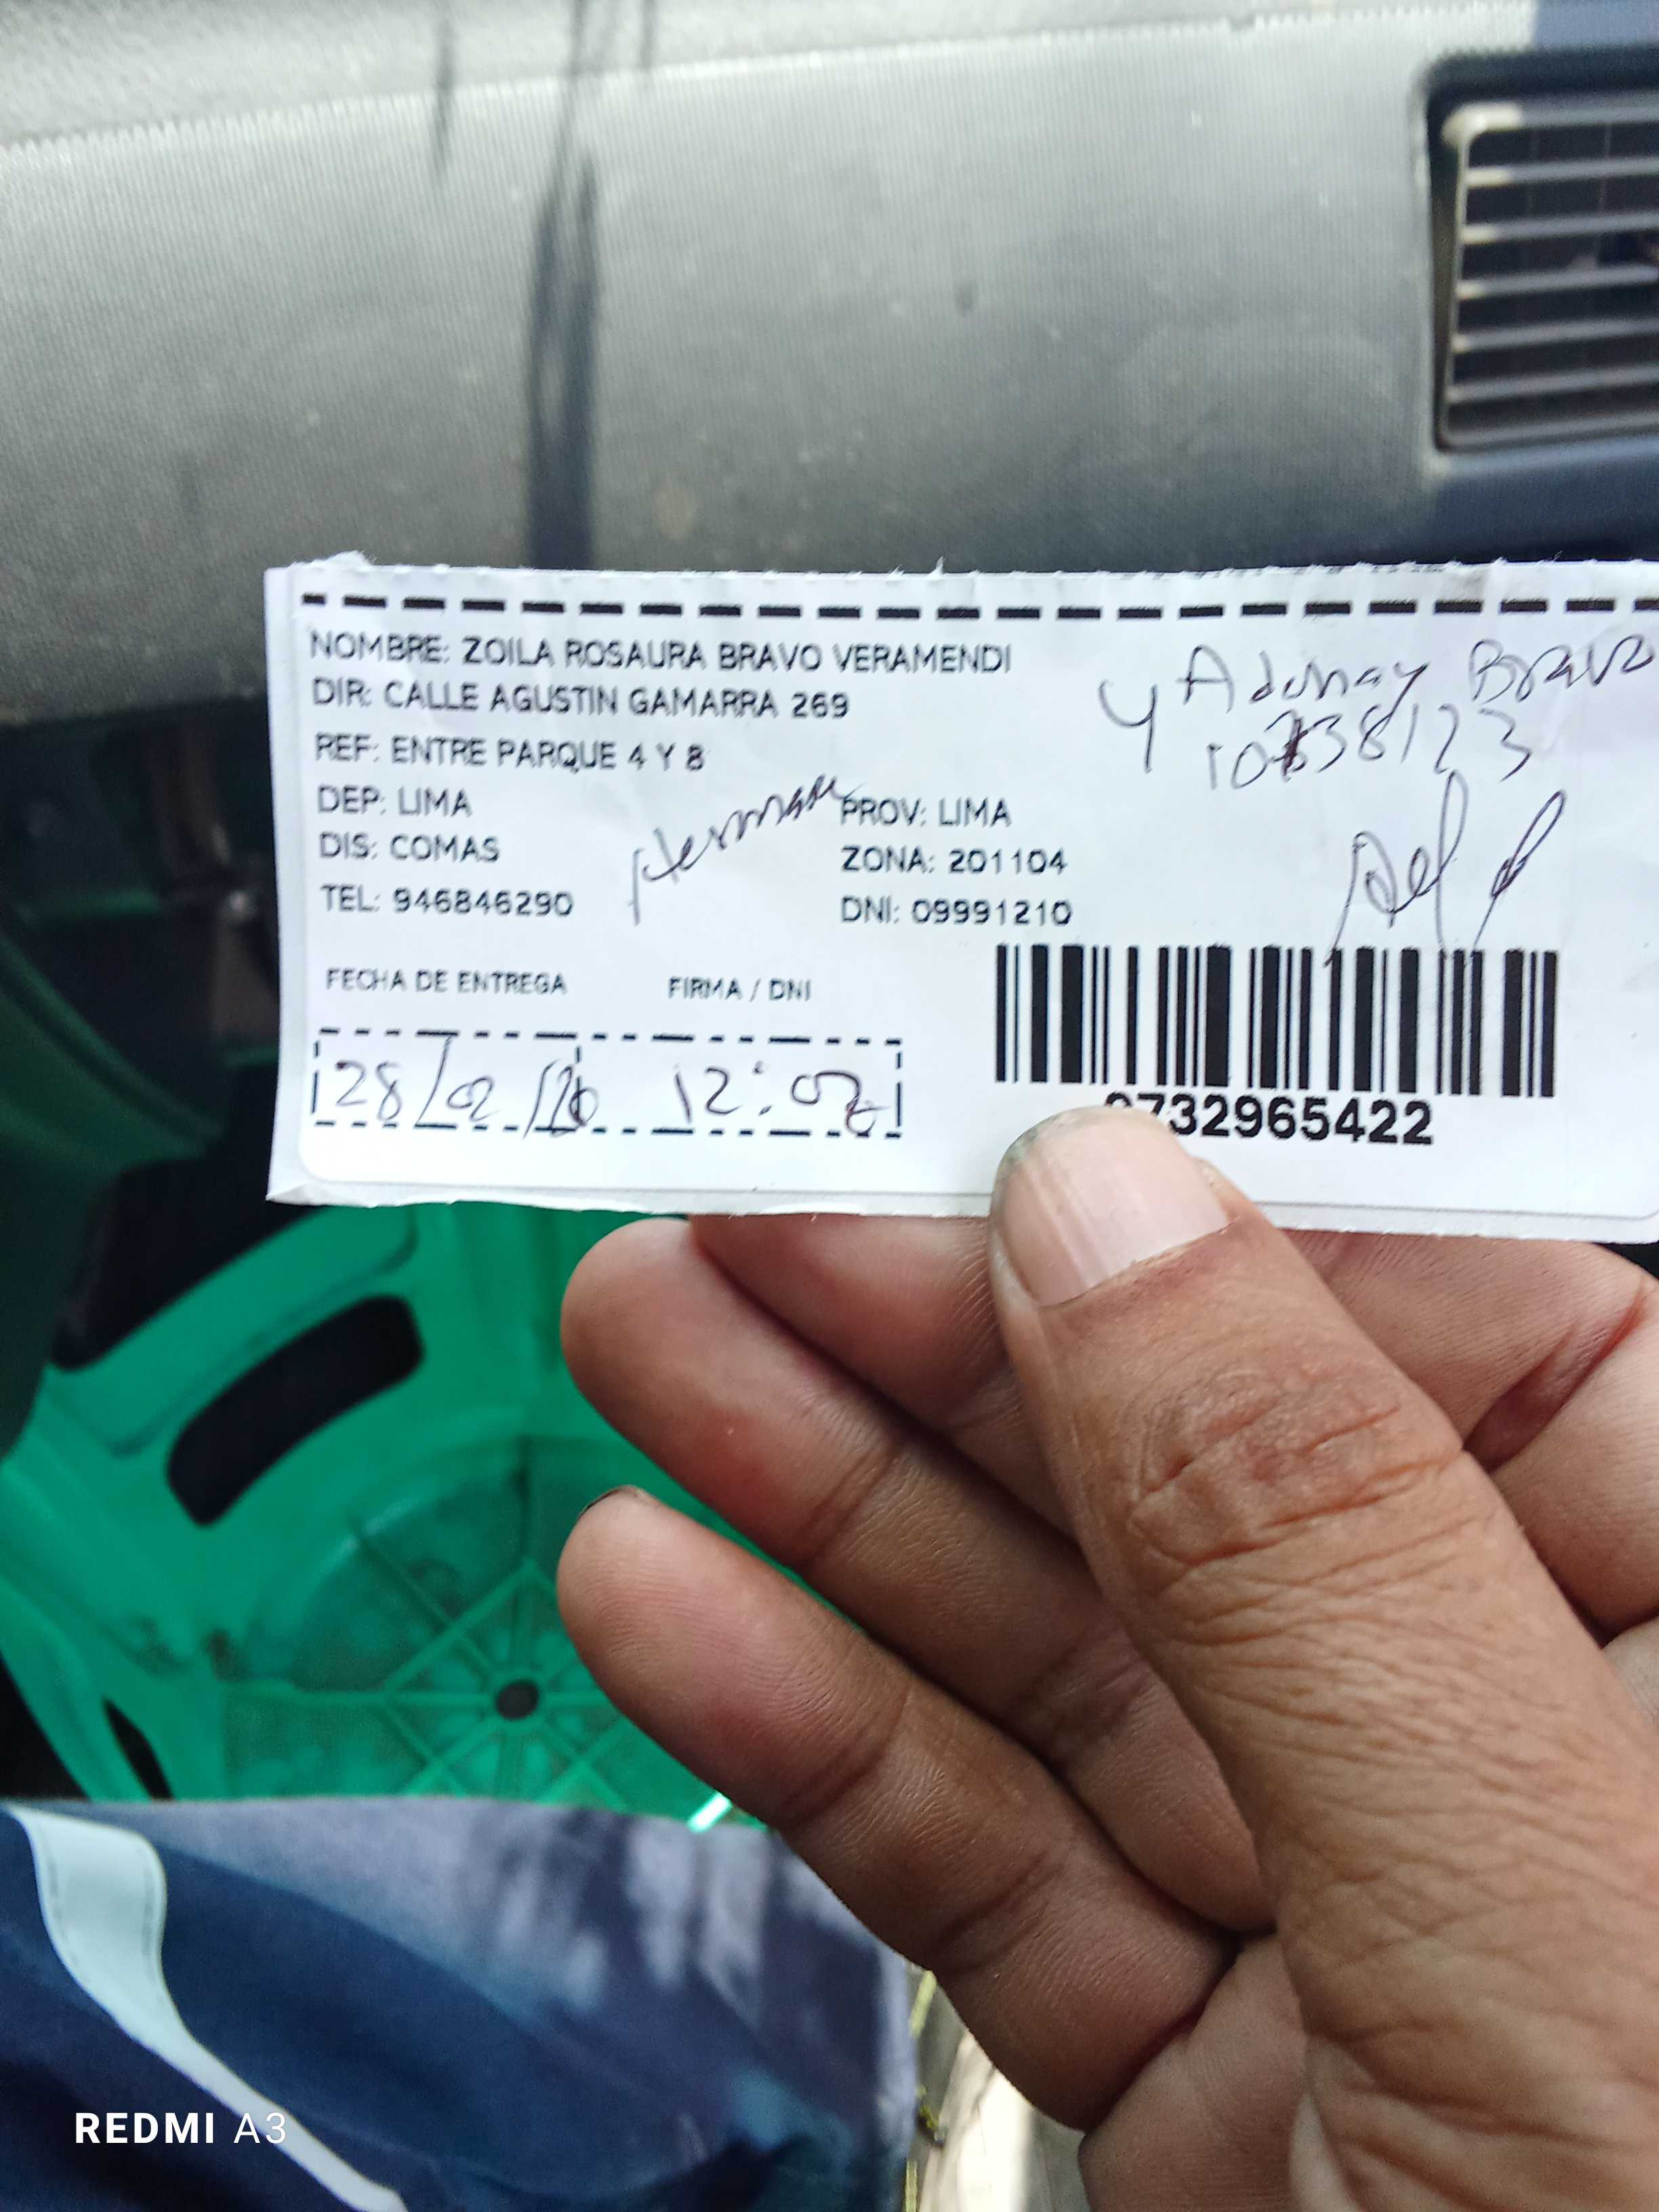 NOMBRE: ZOILA ROSAURA BRAVO VERAMENDI
DIR: CALLE AGUSTIN GAMARRA 269
REF: ENTRE PARQUE 4 Y 8
DEP: LIMA
PROV: LIMA
DIS: COMAS
ZONA: 201104
TEL: 946846290
DNI: 09991210
Hermana
y Adonay Bravo
10738123
FECHA DE ENTREGA
FIRMA / DNI
28/02/26 12:02
732965422
REDMI A3